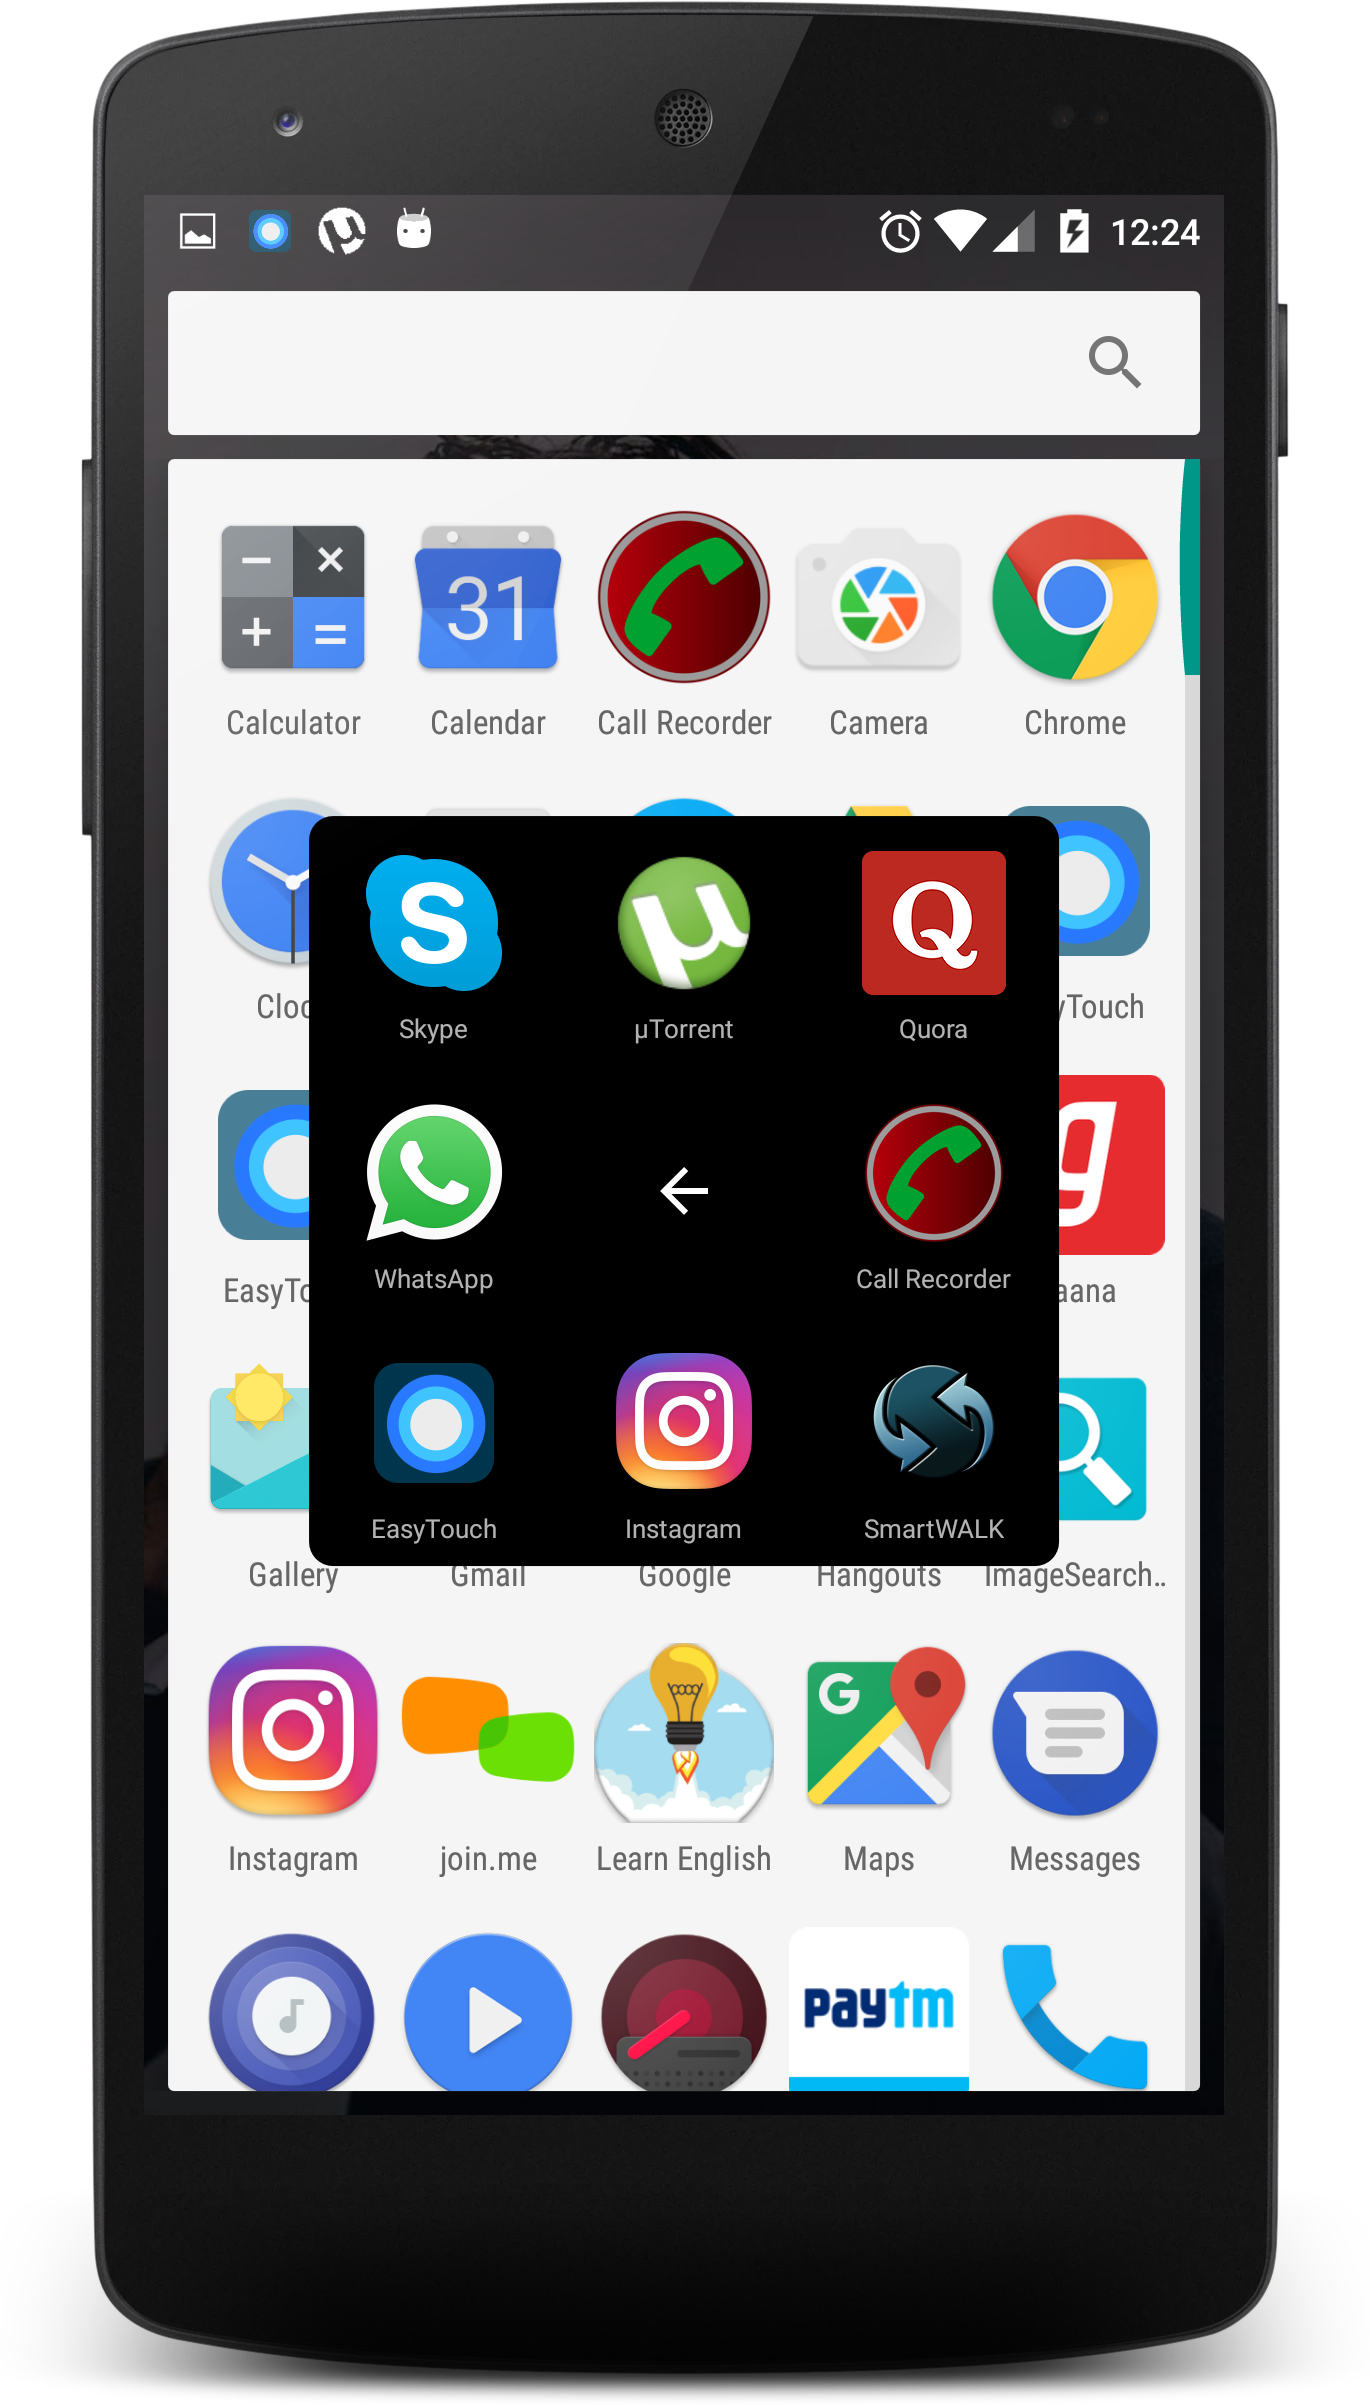 12:24
31
Calculator Calendar Call Recorder Camera Chrome
Cloc yTouch
Skype µTorrent Quora
EasyTo aana
WhatsApp Call Recorder
EasyTouch Instagram SmartWALK
Gallery Gmail Google Hangouts ImageSearch..
G
Instagram join.me Learn English Maps Messages
paytm